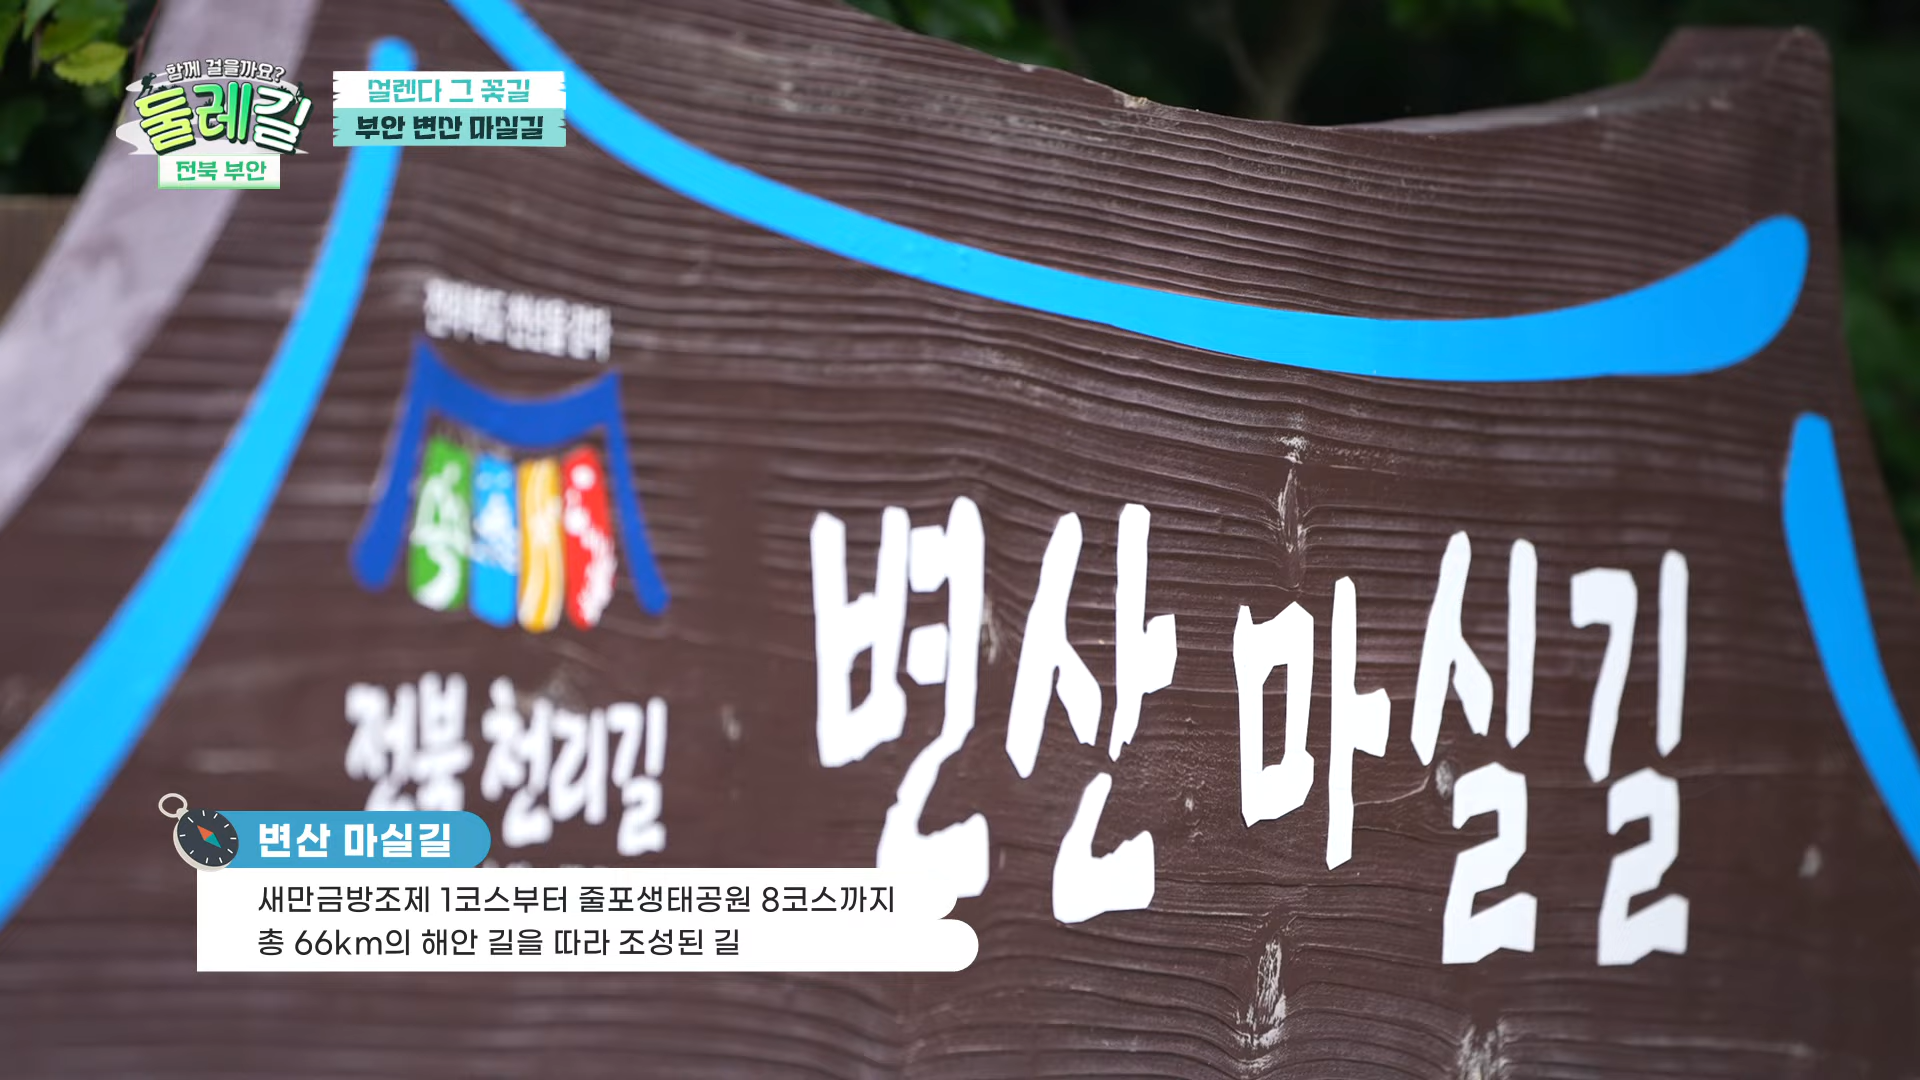 함께 걸을까요?
둘레길
전북 부안
설렌다 그 꽃길
부안 변산 마실길
전북 천리길
변산 마실길
변산 마실길
새만금방조제 1코스부터 줄포생태공원 8코스까지
총 66km의 해안 길을 따라 조성된 길